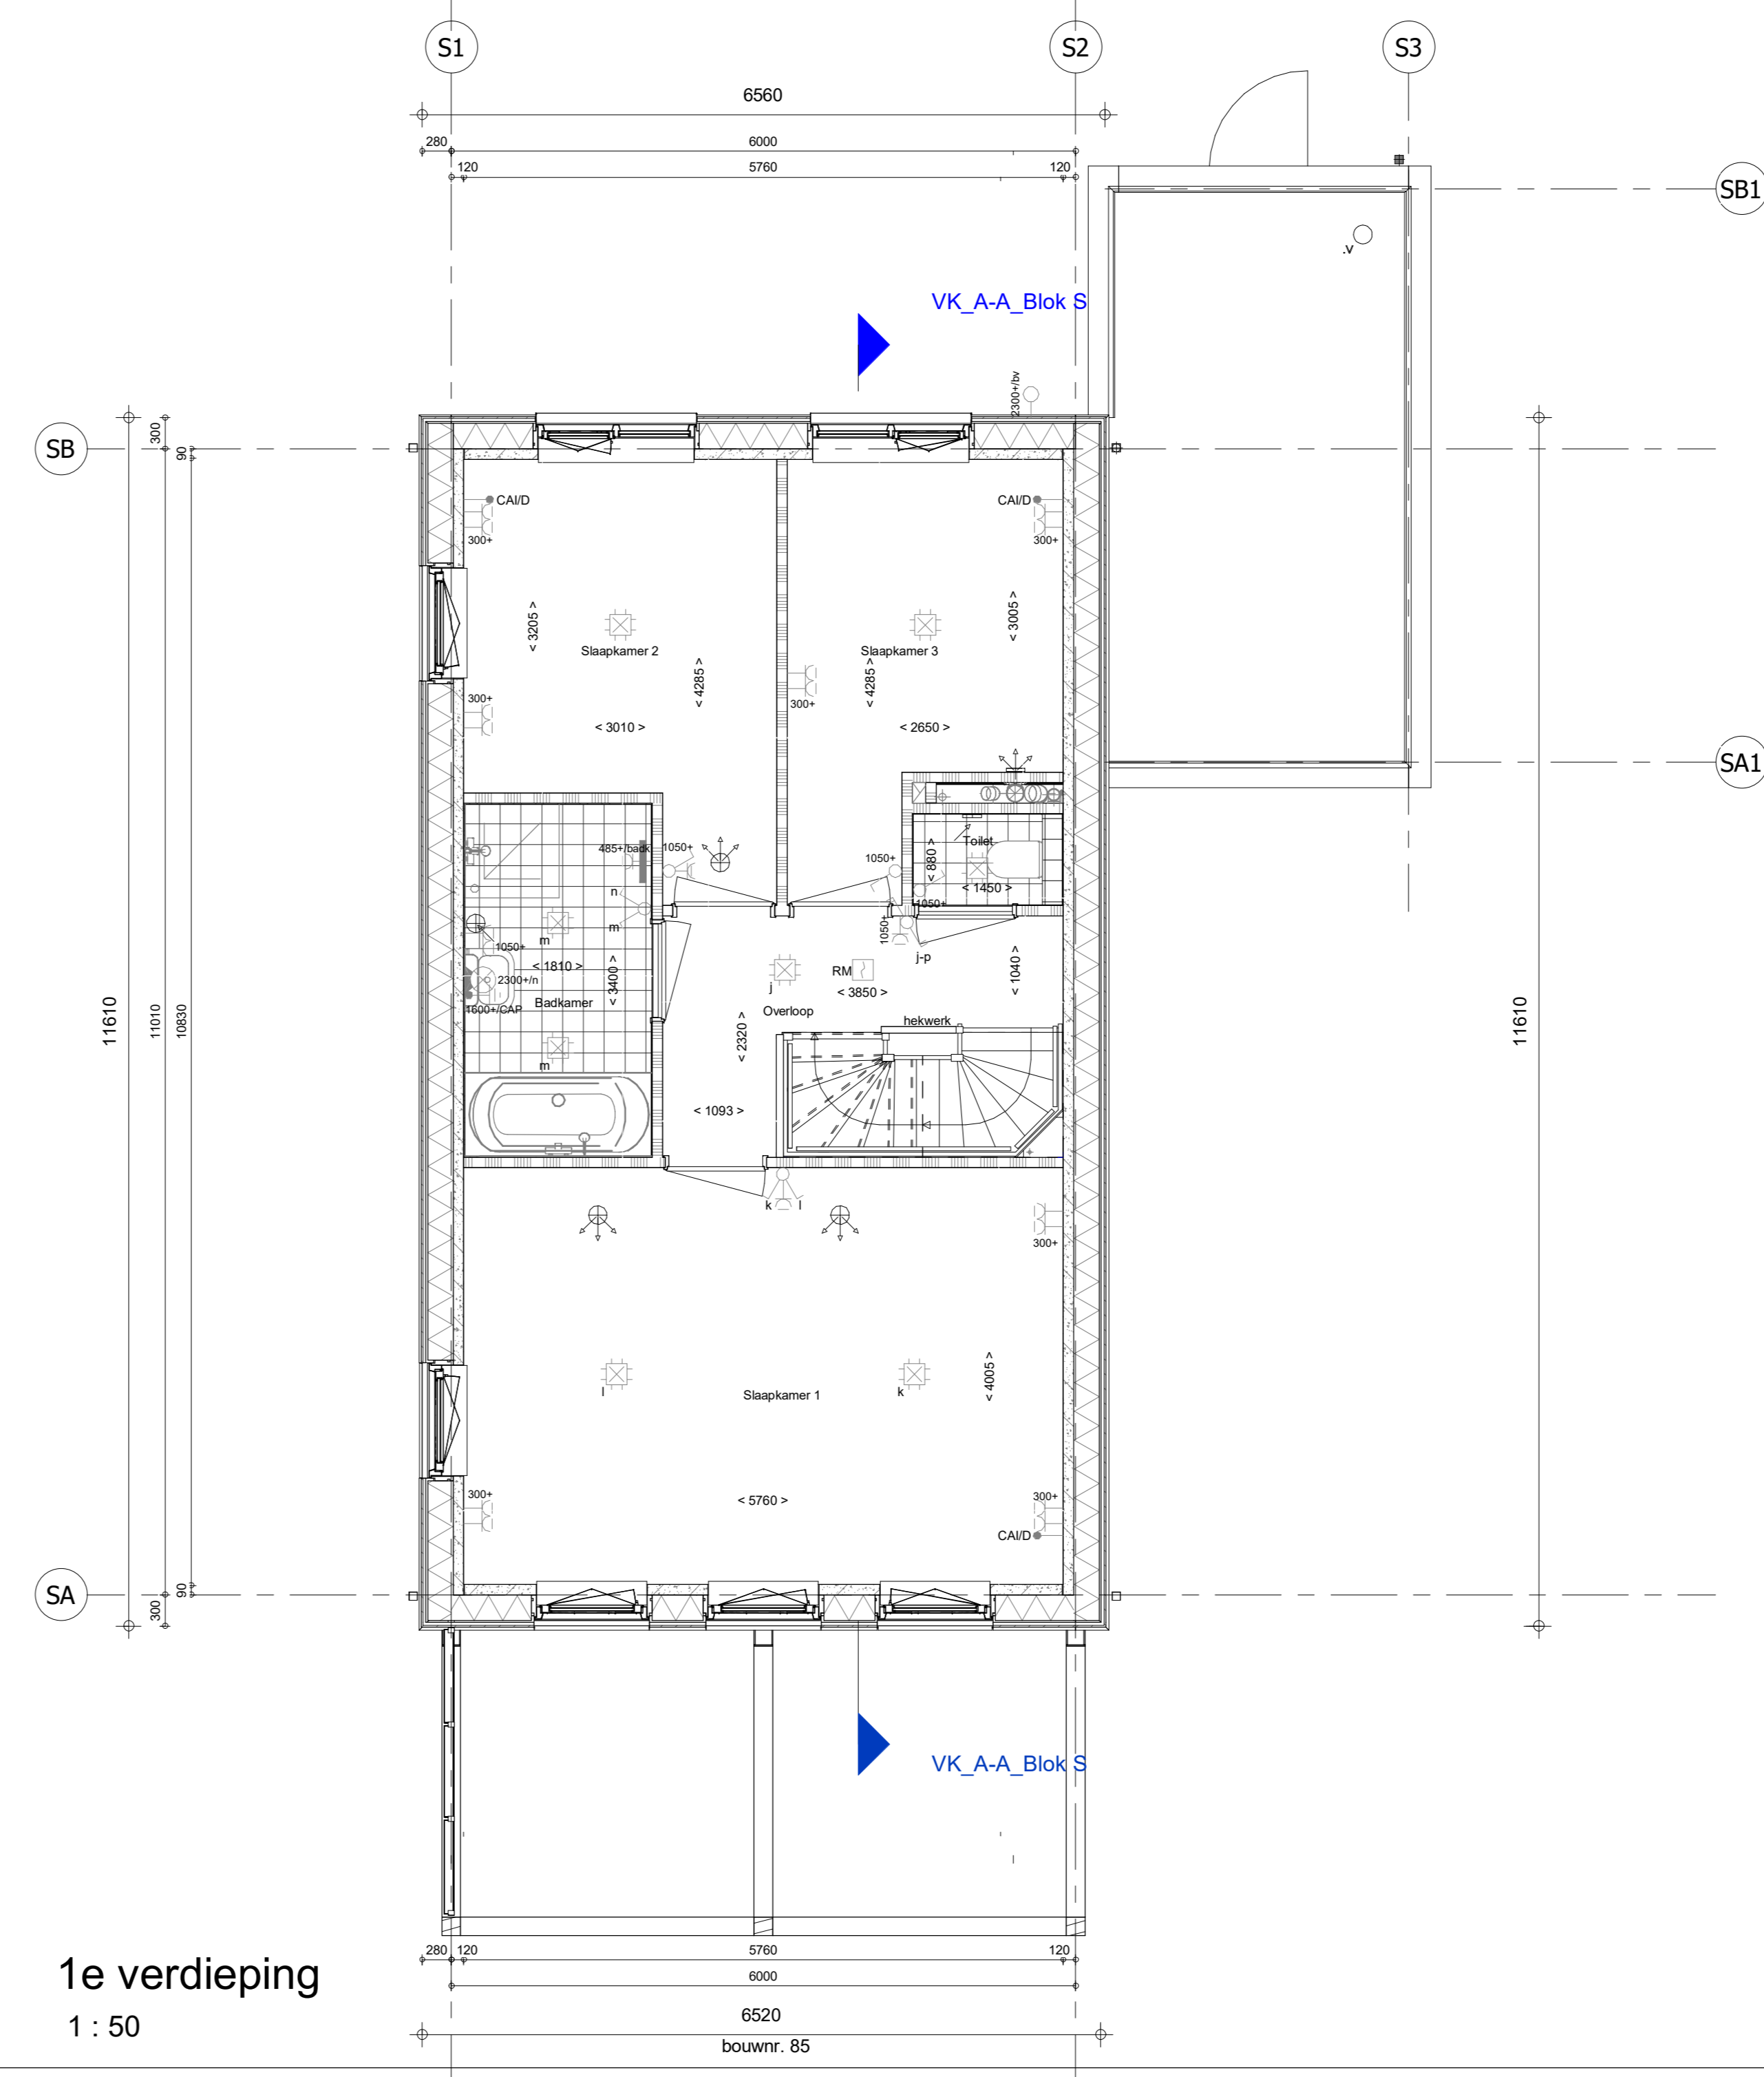 S1
S2
S3
6560
280
6000
120
5760
120
SB1
.v
VK_A-A_Blok S
2300+/bv
SB
300
90
CAI/D
CAI/D
300+
300+
< 3205 >
< 3005 >
Slaapkamer 2
Slaapkamer 3
< 4285 >
< 4285 >
300+
300+
< 3010 >
< 2650 >
SA1
485+/badk
1050+
1050+
Toilet
< 880 >
< 1450 >
n
1050+
m
m
1050+
1050+
j-p
< 1810 >
< 3400 >
2300+/n
Badkamer
1600+/CAP
m
RM
j
< 3850 >
< 1040 >
Overloop
hekwerk
< 2320 >
< 1093 >
11610
11010
10830
11610
k
l
300+
l
k
Slaapkamer 1
< 4005 >
300+
< 5760 >
300+
CAI/D
SA
90
300
VK_A-A_Blok S
280
120
5760
120
6000
6520
bouwnr. 85
1e verdieping
1 : 50